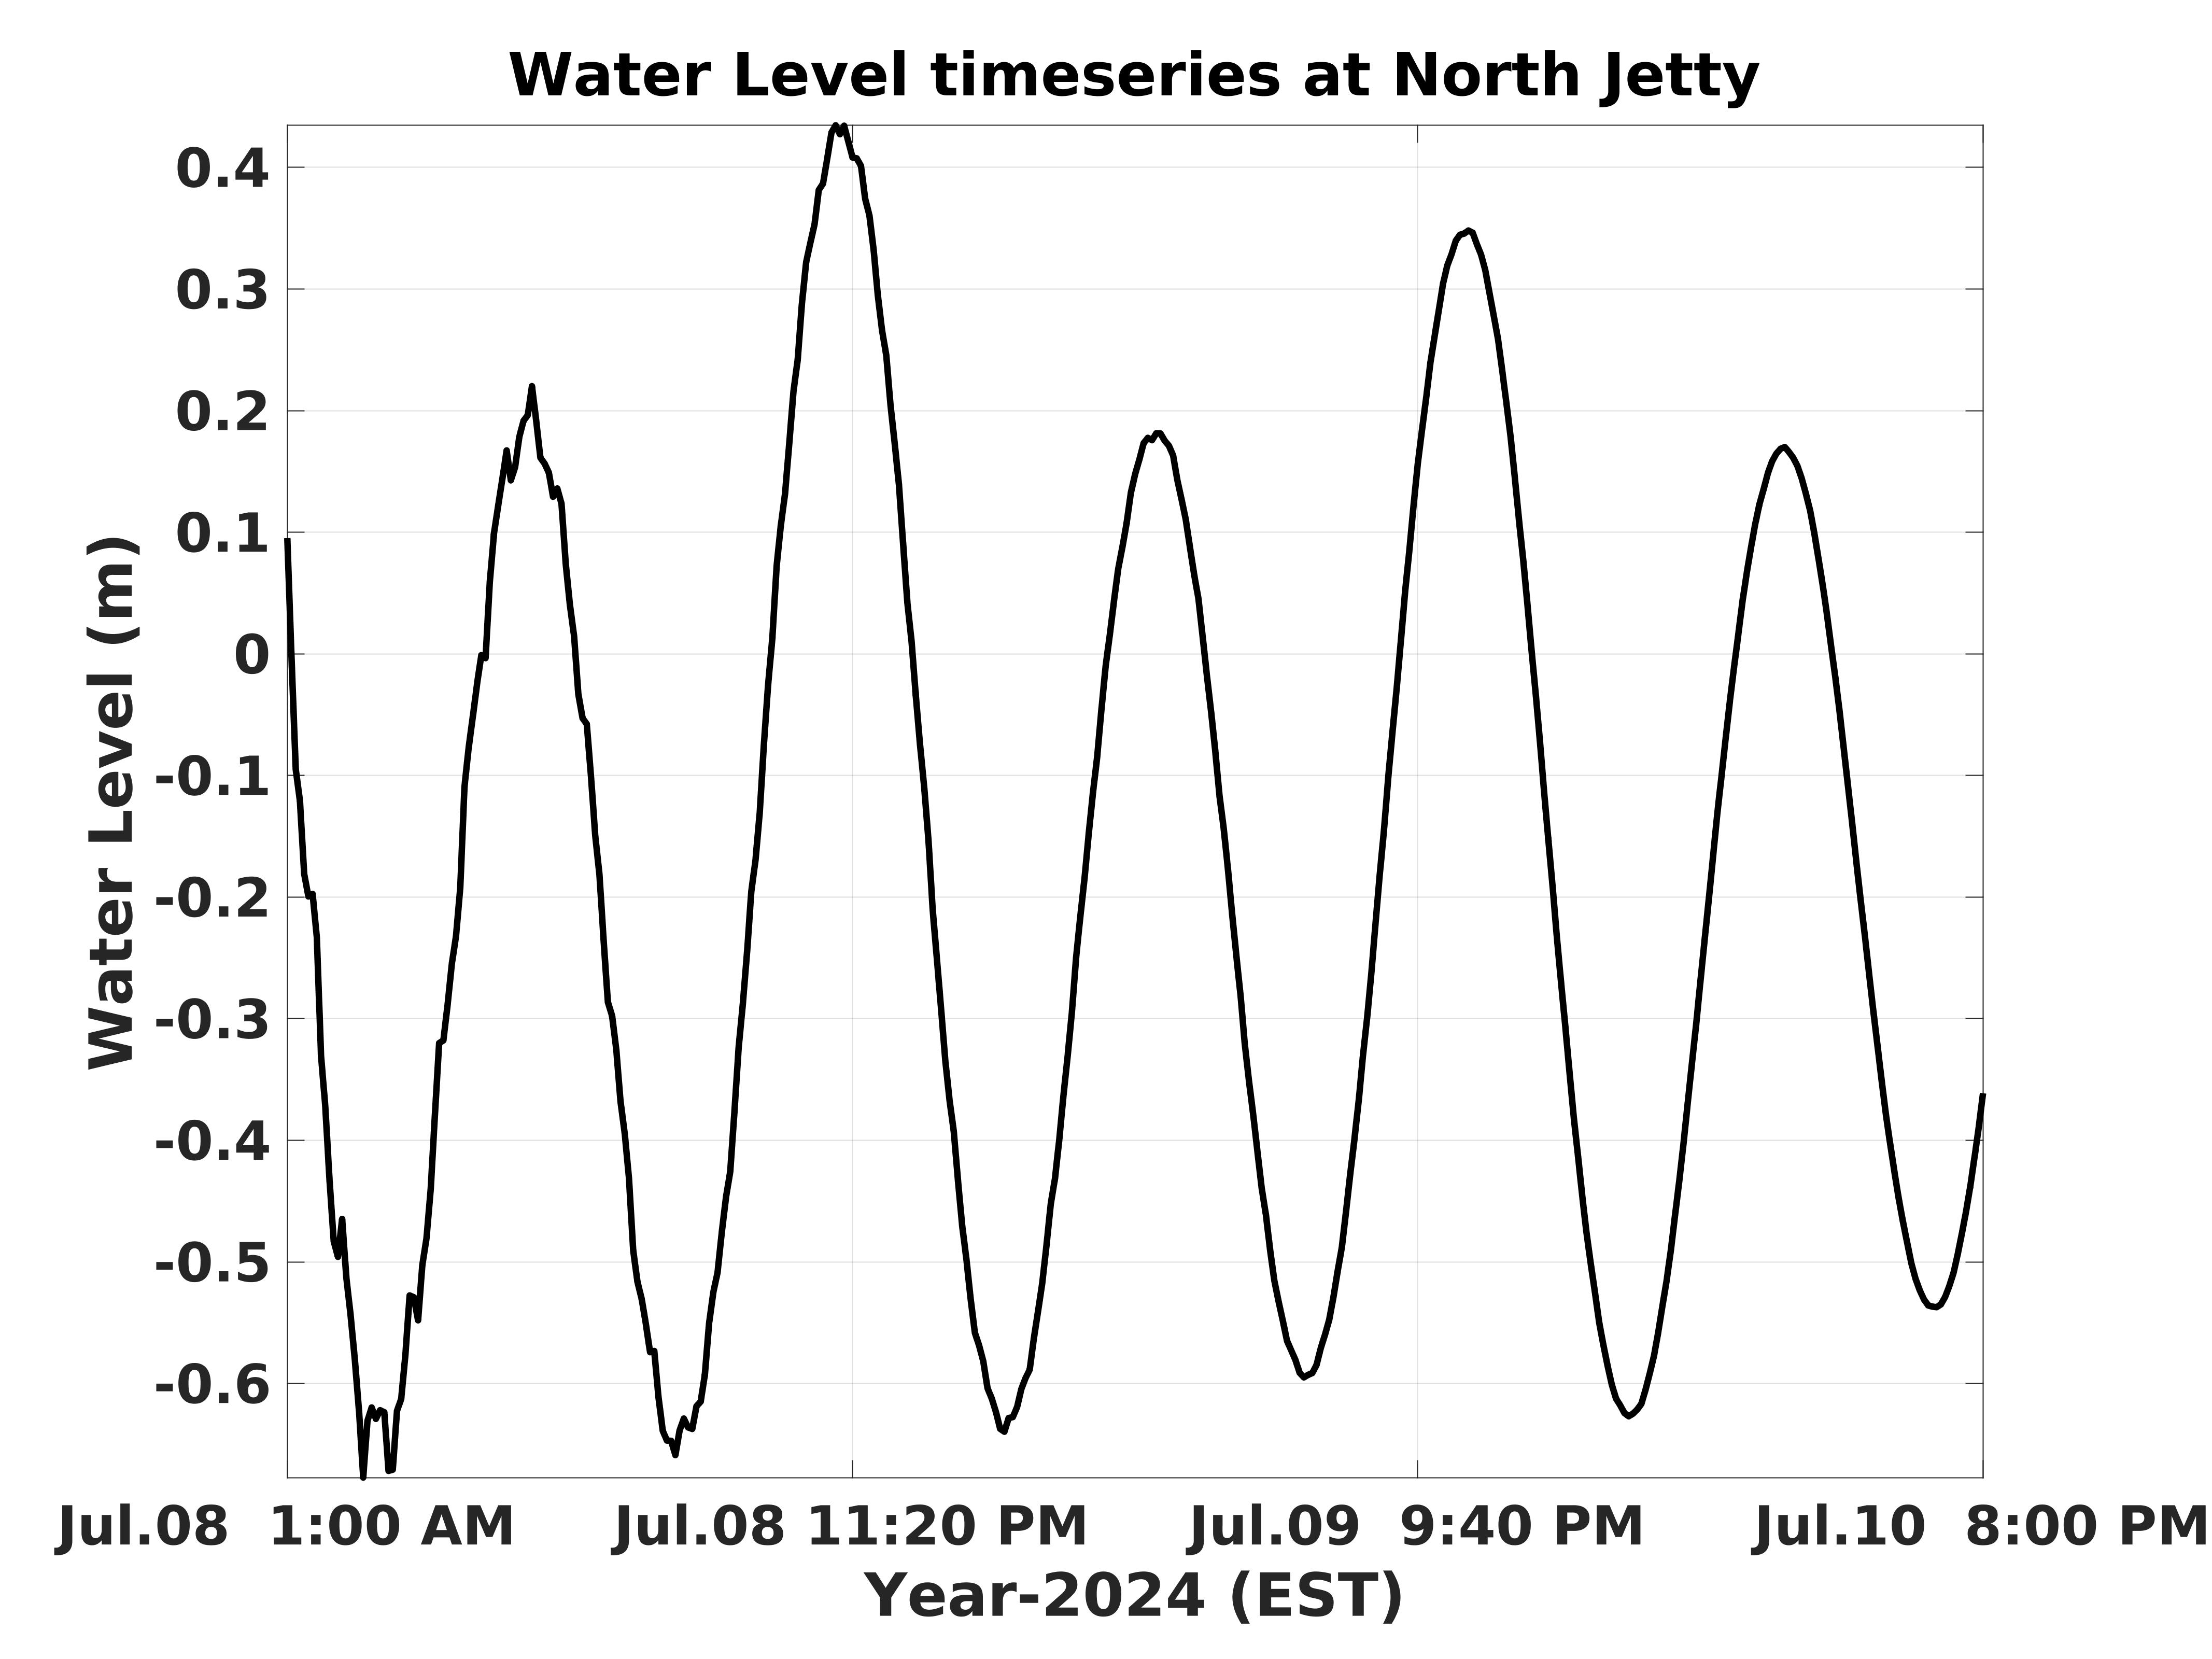 Water Level timeseries at North Jetty
Water Level (m)
0.4
0.3
0.2
0.1
0
-0.1
-0.2
-0.3
-0.4
-0.5
-0.6
Jul.08 1:00 AM Jul.08 11:20 PM Jul.09 9:40 PM Jul.10 8:00 PM
Year-2024 (EST)